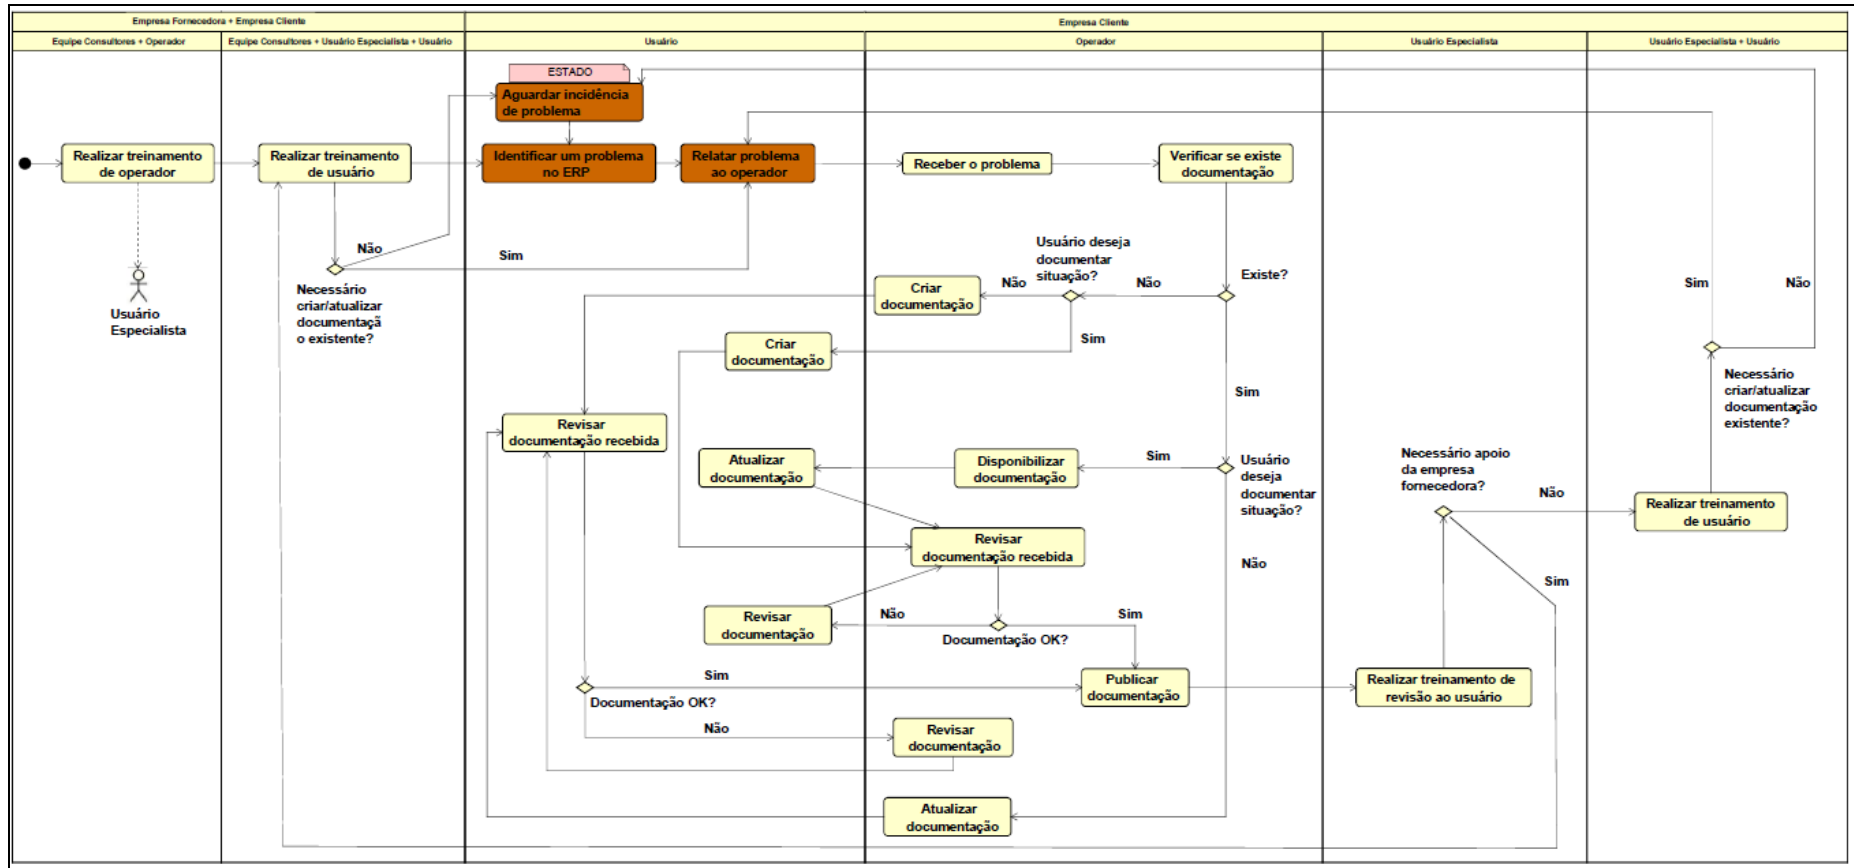 Empresa Fornecedora + Empresa Cliente
Empresa Cliente
Equipe Consultores + Operador
Equipe Consultores + Usuário Especialista + Usuário
Usuário
Operador
Usuário Especialista
Usuário Especialista + Usuário
ESTADO
Aguardar incidência
de problema
Realizar treinamento
de operador
Realizar treinamento
de usuário
Identificar um problema
no ERP
Relatar problema
ao operador
Receber o problema
Verificar se existe
documentação
Usuário
Especialista
Não
Sim
Necessário
criar/atualizar
documentaçã
o existente?
Usuário deseja
documentar
situação?
Existe?
Não
Não
Criar
documentação
Sim
Criar
documentação
Sim
Revisar
documentação recebida
Atualizar
documentação
Disponibilizar
documentação
Sim
Usuário
deseja
documentar
situação?
Não
Revisar
documentação recebida
Revisar
documentação
Não
Sim
Documentação OK?
Sim
Documentação OK?
Não
Publicar
documentação
Revisar
documentação
Atualizar
documentação
Realizar treinamento de
revisão ao usuário
Necessário apoio
da empresa
fornecedora?
Não
Sim
Realizar treinamento
de usuário
Sim
Não
Necessário
criar/atualizar
documentação
existente?